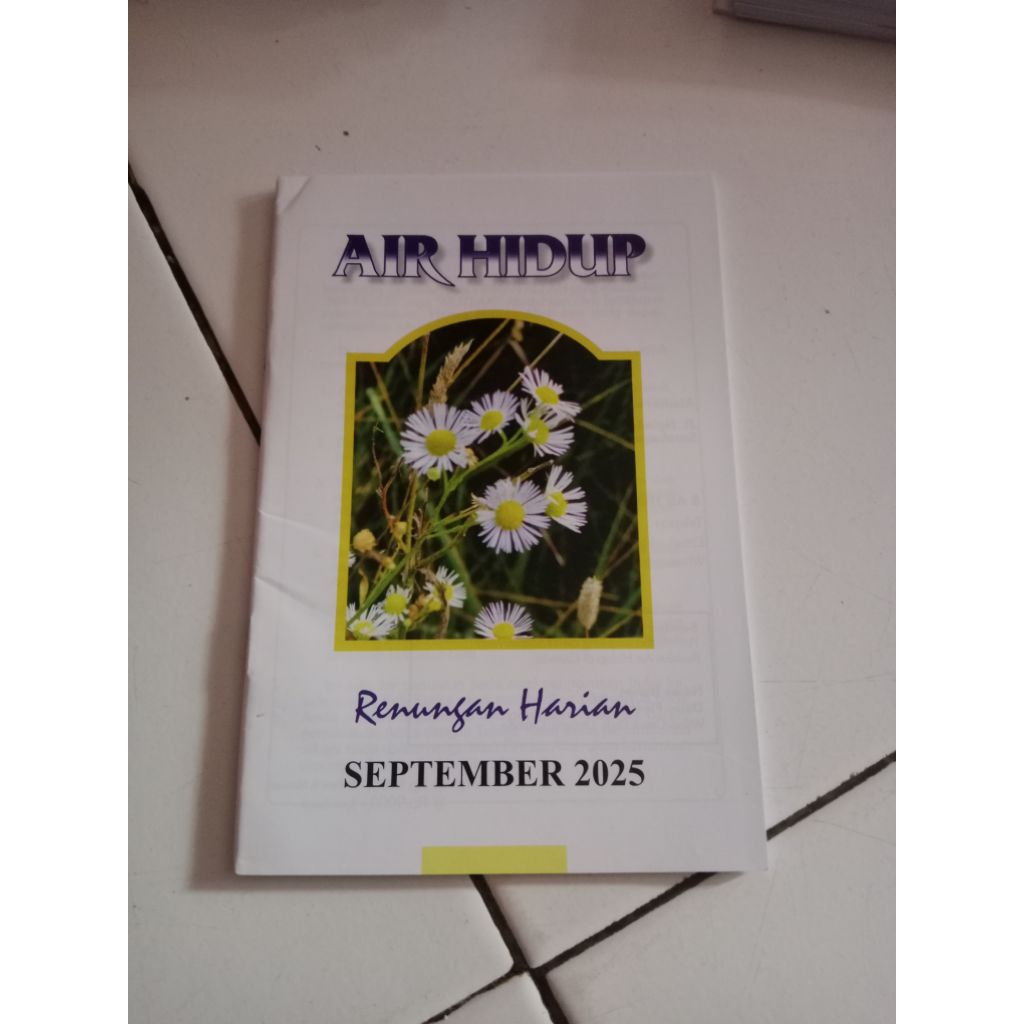 AIR HIDUP
Renungan Harian
SEPTEMBER 2025